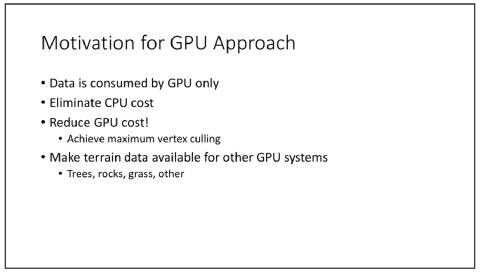 Motivation for GPU Approach
• Data is consumed by GPU only
• Eliminate CPU cost
• Reduce GPU cost!
• Achieve maximum vertex culling
• Make terrain data available for other GPU systems
• Trees, rocks, grass, other